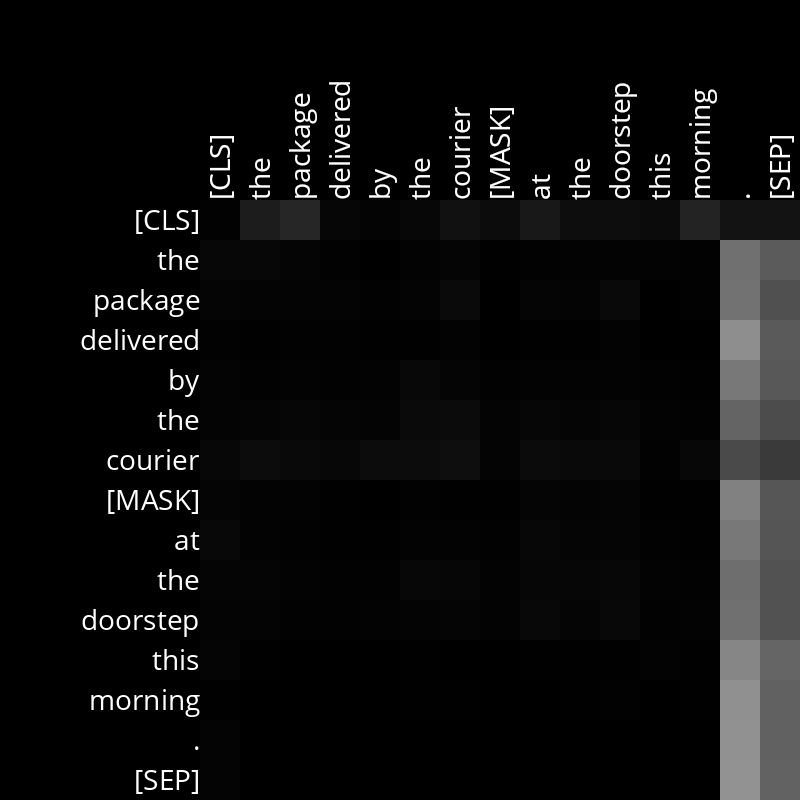 [CLS] the package delivered by the courier [MASK] at the doorstep this morning . [SEP]
[CLS]
the
package
delivered
by
the
courier
[MASK]
at
the
doorstep
this
morning
.
[SEP]